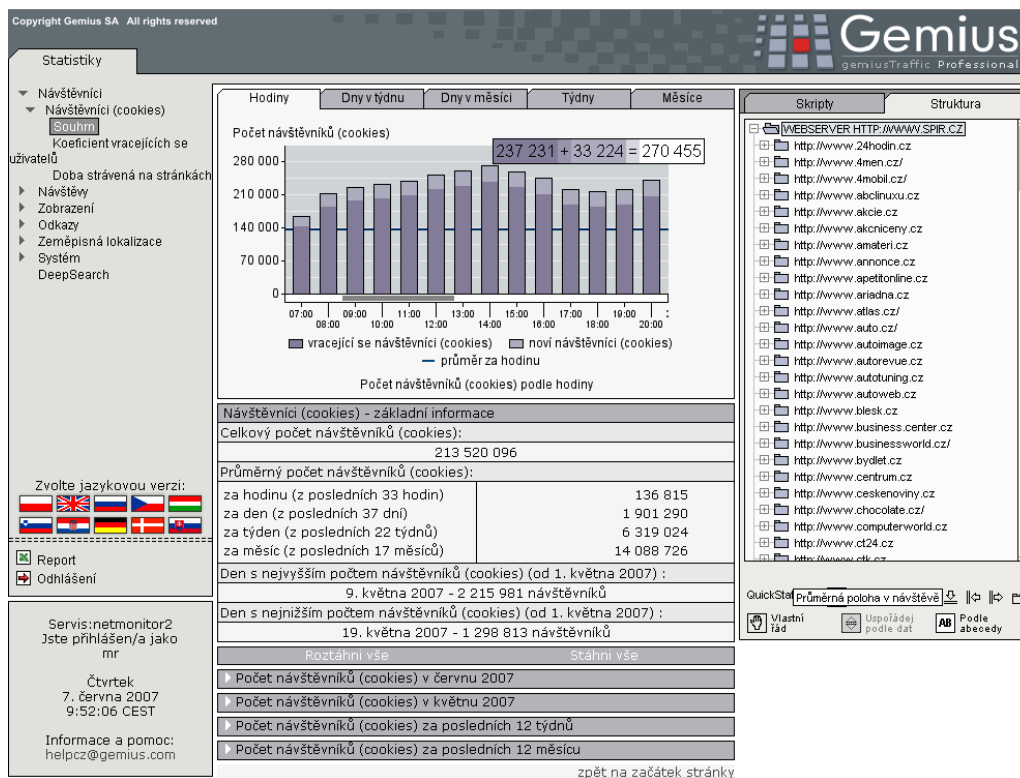 Copyright Gemius SA All rights reserved
Gemius
gemiusTraffic Professional
Statistiky
Návštěvníci
Návštěvníci (cookies)
Souhrn
Koeficient vracejících se
uživatelů
Doba strávená na stránkách
Návštěvy
Zobrazení
Odkazy
Zeměpisná lokalizace
Systém
DeepSearch
Zvolte jazykovou verzi:
Report
Odhlášení
Servis:netmonitor2
Jste přihlášen/a jako
mr
Čtvrtek
7. června 2007
9:52:06 CEST
Informace a pomoc:
helpcz@gemius.com
Hodiny Dny v týdnu Dny v měsíci Týdny Měsíce
Počet návštěvníků (cookies)
237 231 + 33 224 = 270 455
280 000
210 000
140 000
70 000
0
07:00 08:00 09:00 10:00 11:00 12:00 13:00 14:00 15:00 16:00 17:00 18:00 19:00 20:00
vracející se návštěvníci (cookies) noví návštěvníci (cookies)
průměr za hodinu
Počet návštěvníků (cookies) podle hodiny
Návštěvníci (cookies) - základní informace
Celkový počet návštěvníků (cookies):
213 520 096
Průměrný počet návštěvníků (cookies):
za hodinu (z posledních 33 hodin) 136 815
za den (z posledních 37 dní) 1 901 290
za týden (z posledních 22 týdnů) 6 319 024
za měsíc (z posledních 17 měsíců) 14 088 726
Den s nejvyšším počtem návštěvníků (cookies) (od 1. května 2007) :
9. května 2007 - 2 215 981 návštěvníků
Den s nejnižším počtem návštěvníků (cookies) (od 1. května 2007) :
19. května 2007 - 1 298 813 návštěvníků
Roztáhni vše Stáhni vše
Počet návštěvníků (cookies) v červnu 2007
Počet návštěvníků (cookies) v květnu 2007
Počet návštěvníků (cookies) za posledních 12 týdnů
Počet návštěvníků (cookies) za posledních 12 měsícu
zpět na začátek stránky
Skripty Struktura
WEBSERVER HTTP://WWW.SPIR.CZ
http://www.24hodin.cz
http://www.4men.cz/
http://www.4mobil.cz/
http://www.abclinuxu.cz
http://www.akcie.cz
http://www.akcniceny.cz
http://www.amateri.cz
http://www.annonce.cz
http://www.apetitonline.cz
http://www.ariadna.cz
http://www.atlas.cz/
http://www.auto.cz/
http://www.autoimage.cz
http://www.autorevue.cz
http://www.autotuning.cz
http://www.autoweb.cz
http://www.blesk.cz
http://www.business.center.cz
http://www.businessworld.cz/
http://www.bydlet.cz
http://www.centrum.cz
http://www.ceskenoviny.cz
http://www.chocolate.cz/
http://www.computerworld.cz
http://www.ct24.cz
http://www.ctk.cz
Průměrná poloha v návštěvě
Vlastní
řád
Uspořádej
podle dat
AB
Podle
abecedy